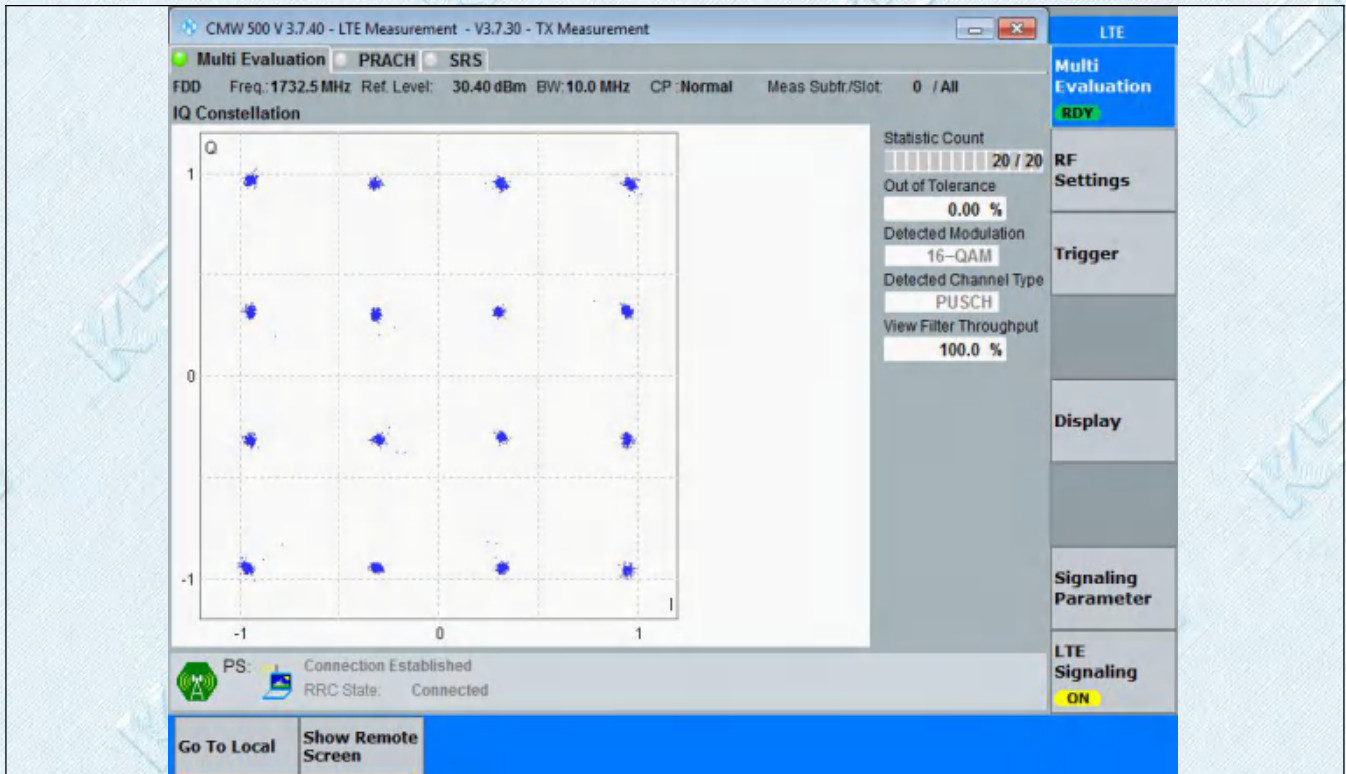 CMW 500 V 3.7.40 - LTE Measurement - V3.7.30 - TX Measurement
LTE
Multi Evaluation PRACH SRS
FDD Freq.:1732.5 MHz Ref. Level: 30.40 dBm BW:10.0 MHz CP :Normal Meas Subfr./Slot: 0 / All
IQ Constellation
Q
1
0
-1
I
-1 0 1
Statistic Count
20 / 20
Out of Tolerance
0.00 %
Detected Modulation
16-QAM
Detected Channel Type
PUSCH
View Filter Throughput
100.0 %
Multi
Evaluation
RDY
RF
Settings
Trigger
Display
Signaling
Parameter
LTE
Signaling
ON
PS: Connection Established
RRC State: Connected
Go To Local
Show Remote
Screen